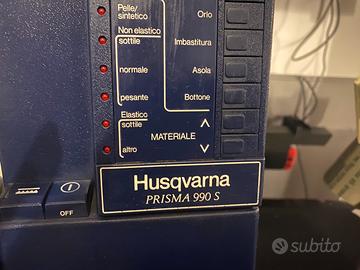 Pelle/
sintetico
Orlo
Non elastico
sottile
Imbastitura
normale
Asola
pesante
Bottone
Elastico
sottile
MATERIALE
altro
Husqvarna
PRISMA 990 S
OFF
subito